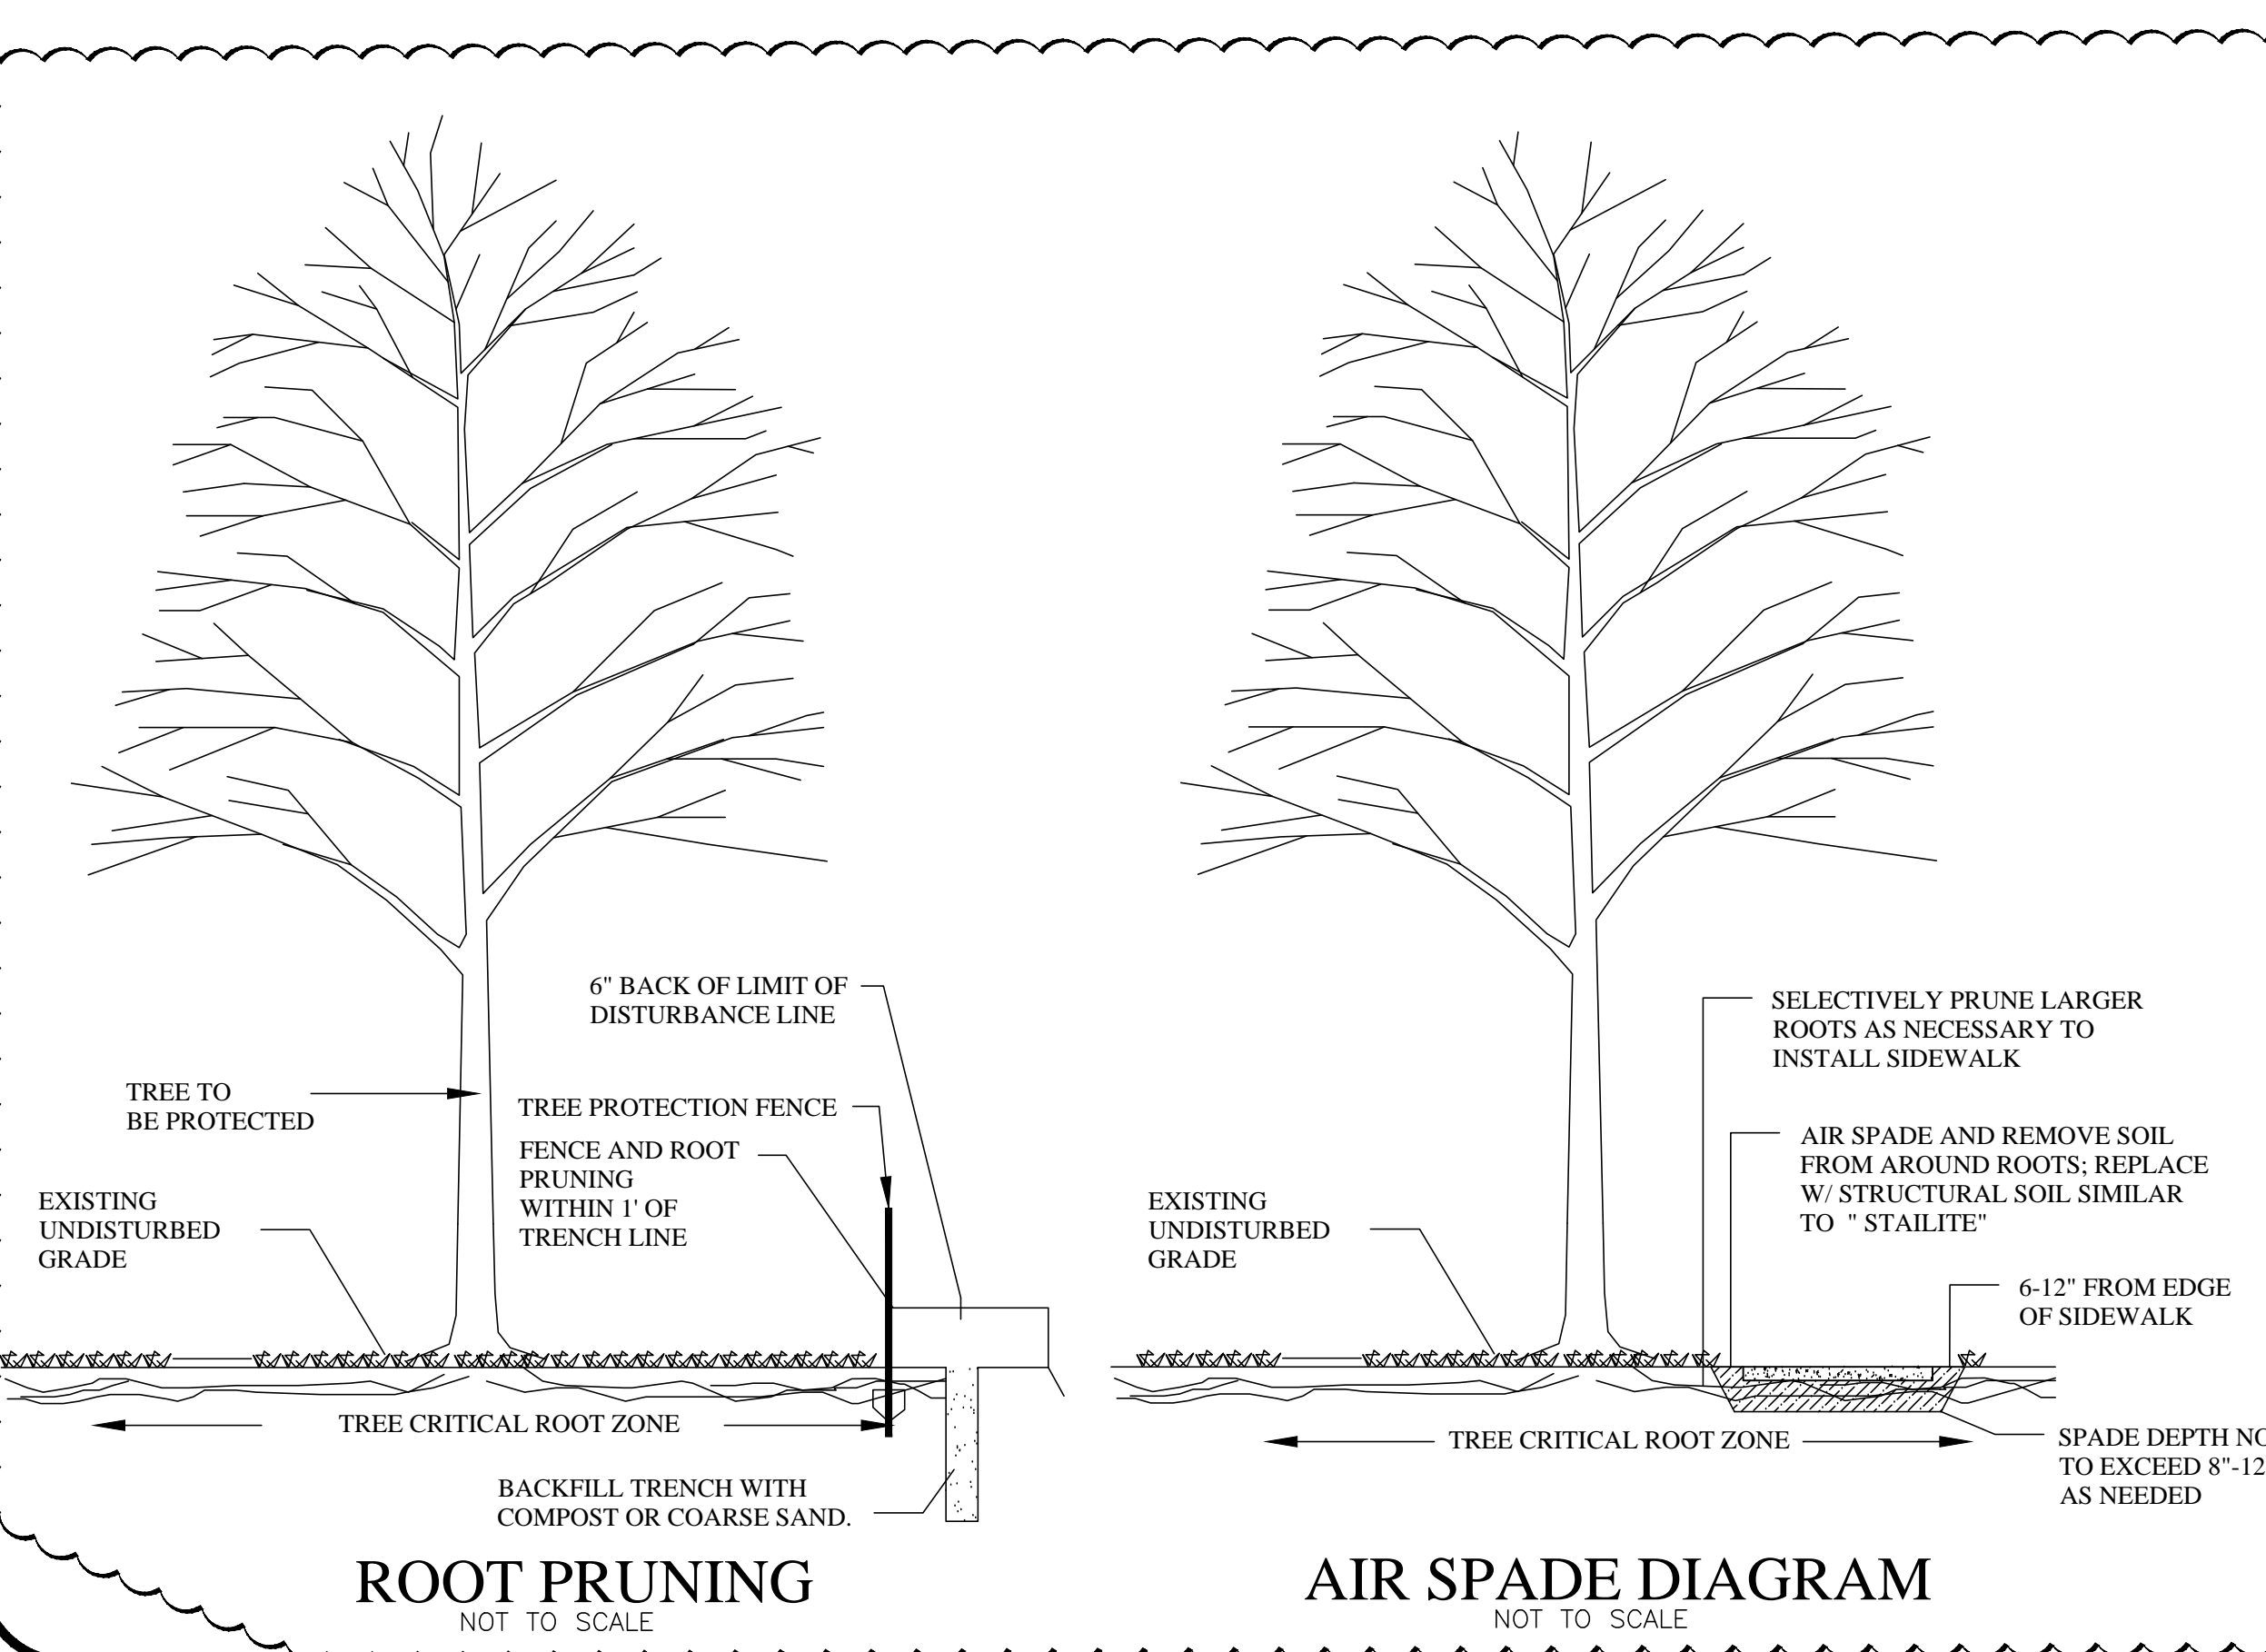 6" BACK OF LIMIT OF
DISTURBANCE LINE
TREE TO
BE PROTECTED
TREE PROTECTION FENCE
FENCE AND ROOT
PRUNING
WITHIN 1' OF
TRENCH LINE
EXISTING
UNDISTURBED
GRADE
TREE CRITICAL ROOT ZONE
BACKFILL TRENCH WITH
COMPOST OR COARSE SAND.
ROOT PRUNING
NOT TO SCALE
SELECTIVELY PRUNE LARGER
ROOTS AS NECESSARY TO
INSTALL SIDEWALK
AIR SPADE AND REMOVE SOIL
FROM AROUND ROOTS; REPLACE
W/ STRUCTURAL SOIL SIMILAR
TO " STAILITE"
EXISTING
UNDISTURBED
GRADE
6-12" FROM EDGE
OF SIDEWALK
TREE CRITICAL ROOT ZONE
SPADE DEPTH
TO EXCEED 8"-12
AS NEEDED
AIR SPADE DIAGRAM
NOT TO SCALE